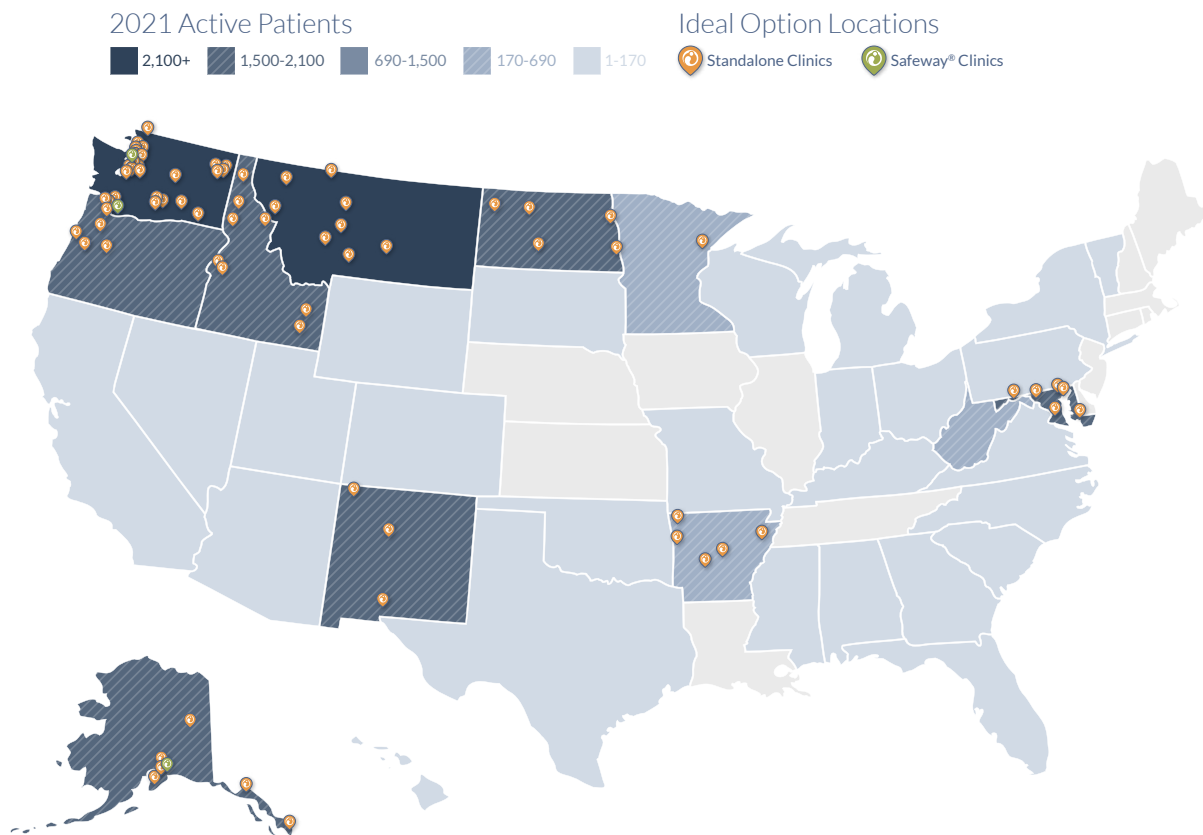 2021 Active Patients
2,100+
1,500-2,100
690-1,500
170-690
1-170
Ideal Option Locations
Standalone Clinics
Safeway® Clinics